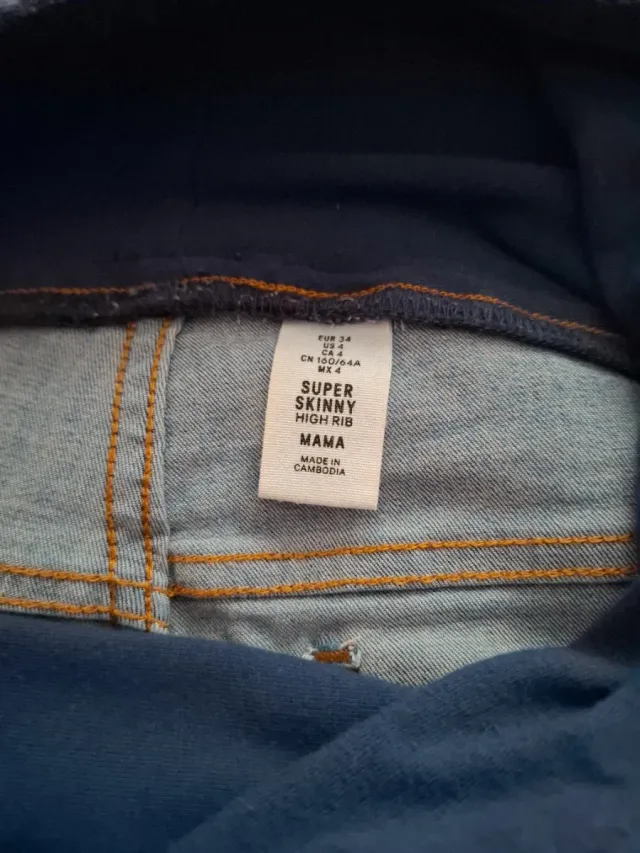 EUR 34
US 4
CA 4
CN 160/64A
MX 4
SUPER
SKINNY
HIGH RIB
MAMA
MADE IN
CAMBODIA